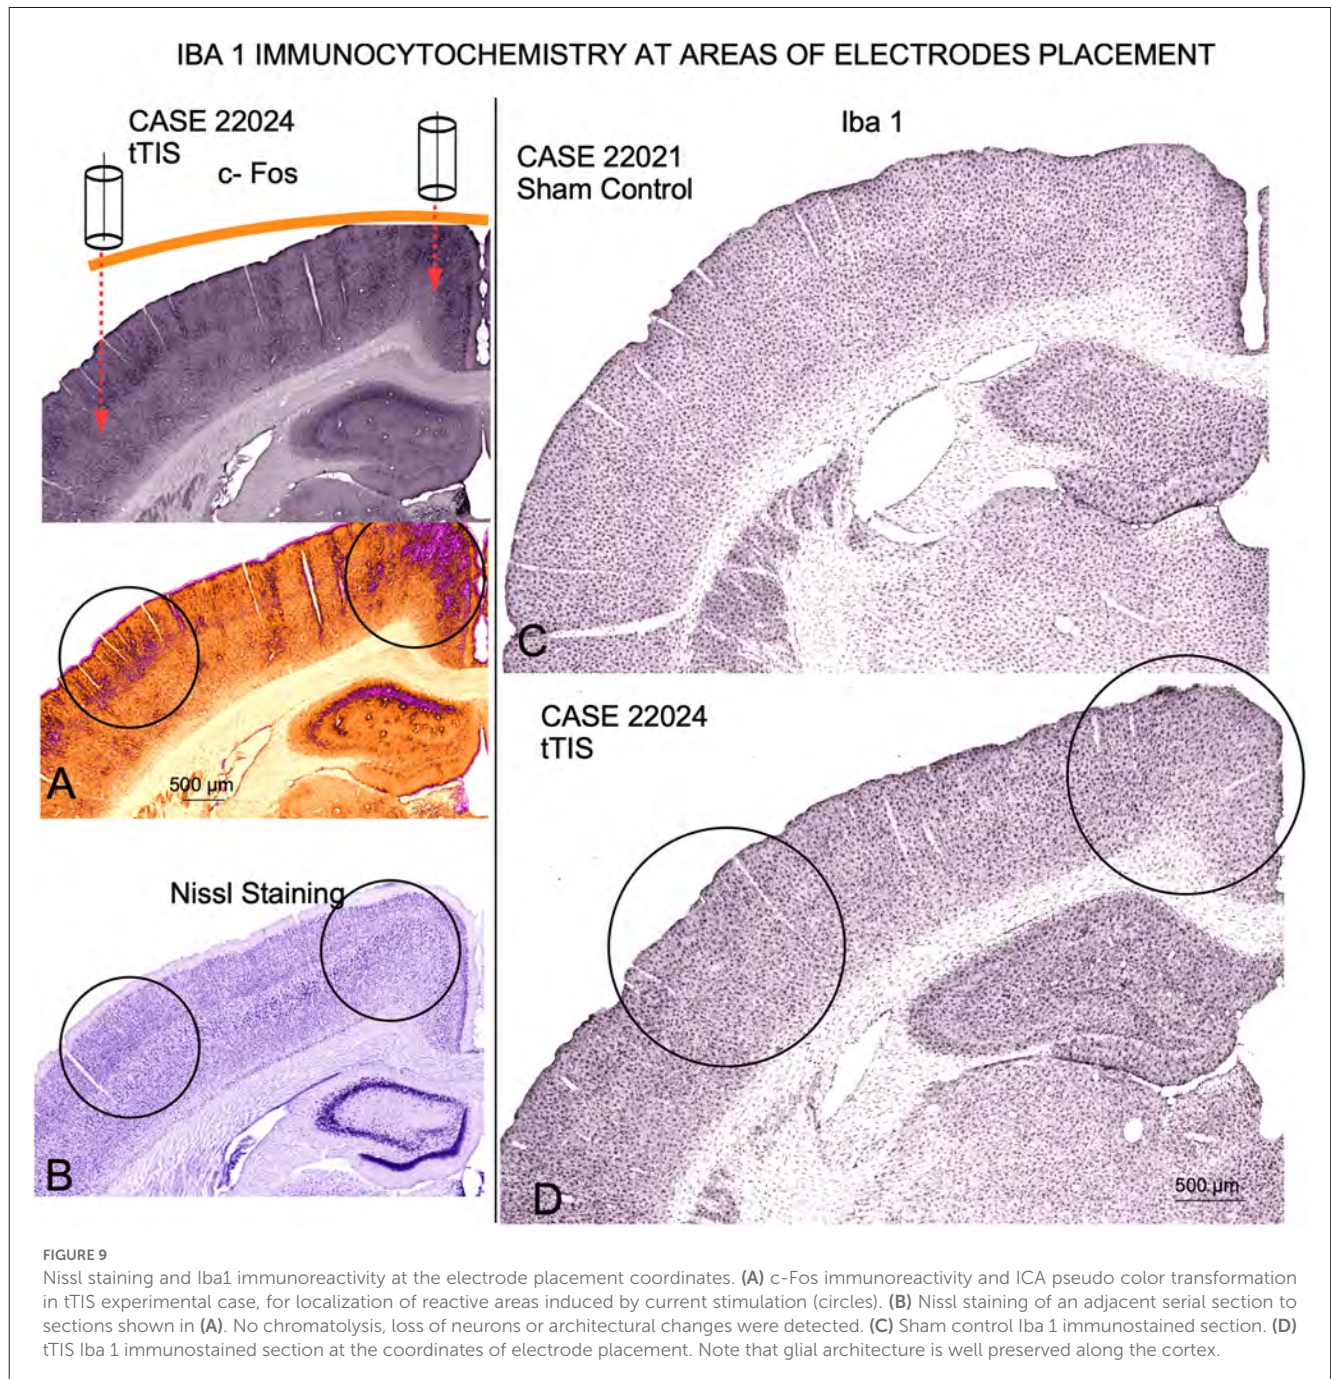 IBA 1 IMMUNOCYTOCHEMISTRY AT AREAS OF ELECTRODES PLACEMENT
CASE 22024
tTIS
c- Fos
A
500 µm
Nissl Staining
B
Iba 1
CASE 22021
Sham Control
C
CASE 22024
tTIS
D
500 µm
FIGURE 9
Nissl staining and Iba1 immunoreactivity at the electrode placement coordinates. (A) c-Fos immunoreactivity and ICA pseudo color transformation
in tTIS experimental case, for localization of reactive areas induced by current stimulation (circles). (B) Nissl staining of an adjacent serial section to
sections shown in (A). No chromatolysis, loss of neurons or architectural changes were detected. (C) Sham control Iba 1 immunostained section. (D)
tTIS Iba 1 immunostained section at the coordinates of electrode placement. Note that glial architecture is well preserved along the cortex.